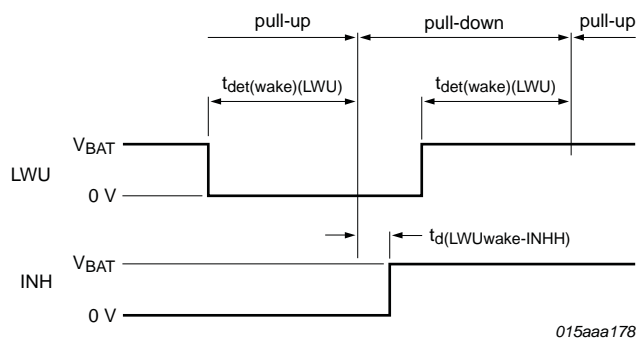 pull-up pull-down pull-up
tdet(wake)(LWU) tdet(wake)(LWU)
VBAT
LWU
0 V
td(LWUwake-INHH)
VBAT
INH
0 V
015aaa178